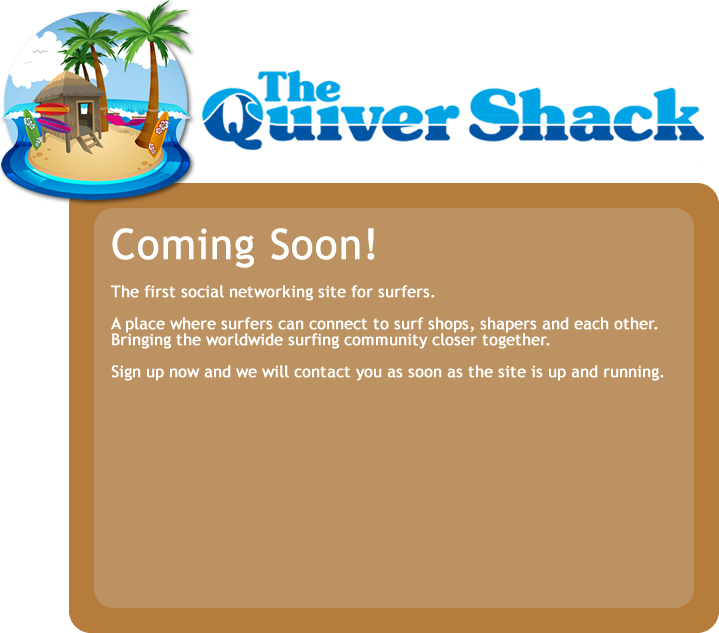 The
Quiver Shack
Coming Soon!
The first social networking site for surfers.
A place where surfers can connect to surf shops, shapers and each other.
Bringing the worldwide surfing community closer together.
Sign up now and we will contact you as soon as the site is up and running.